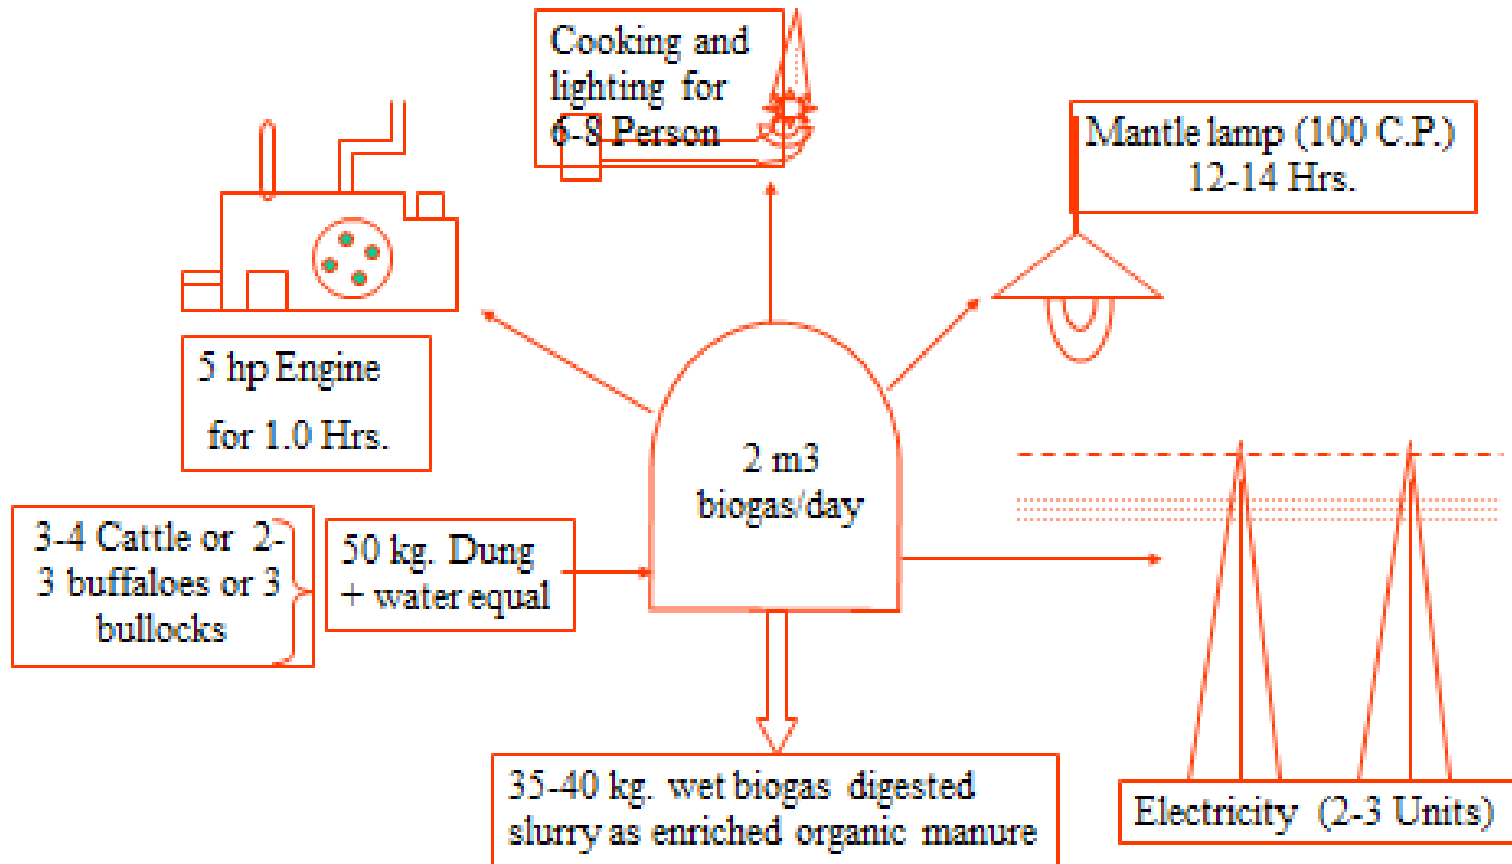 Cooking and
lighting for
6-8 Person
Mantle lamp (100 C.P.)
12-14 Hrs.
5 hp Engine
for 1.0 Hrs.
2 m3
biogas/day
3-4 Cattle or 2-
3 buffaloes or 3
bullocks
50 kg. Dung
+ water equal
35-40 kg. wet biogas digested
slurry as enriched organic manure
Electricity (2-3 Units)